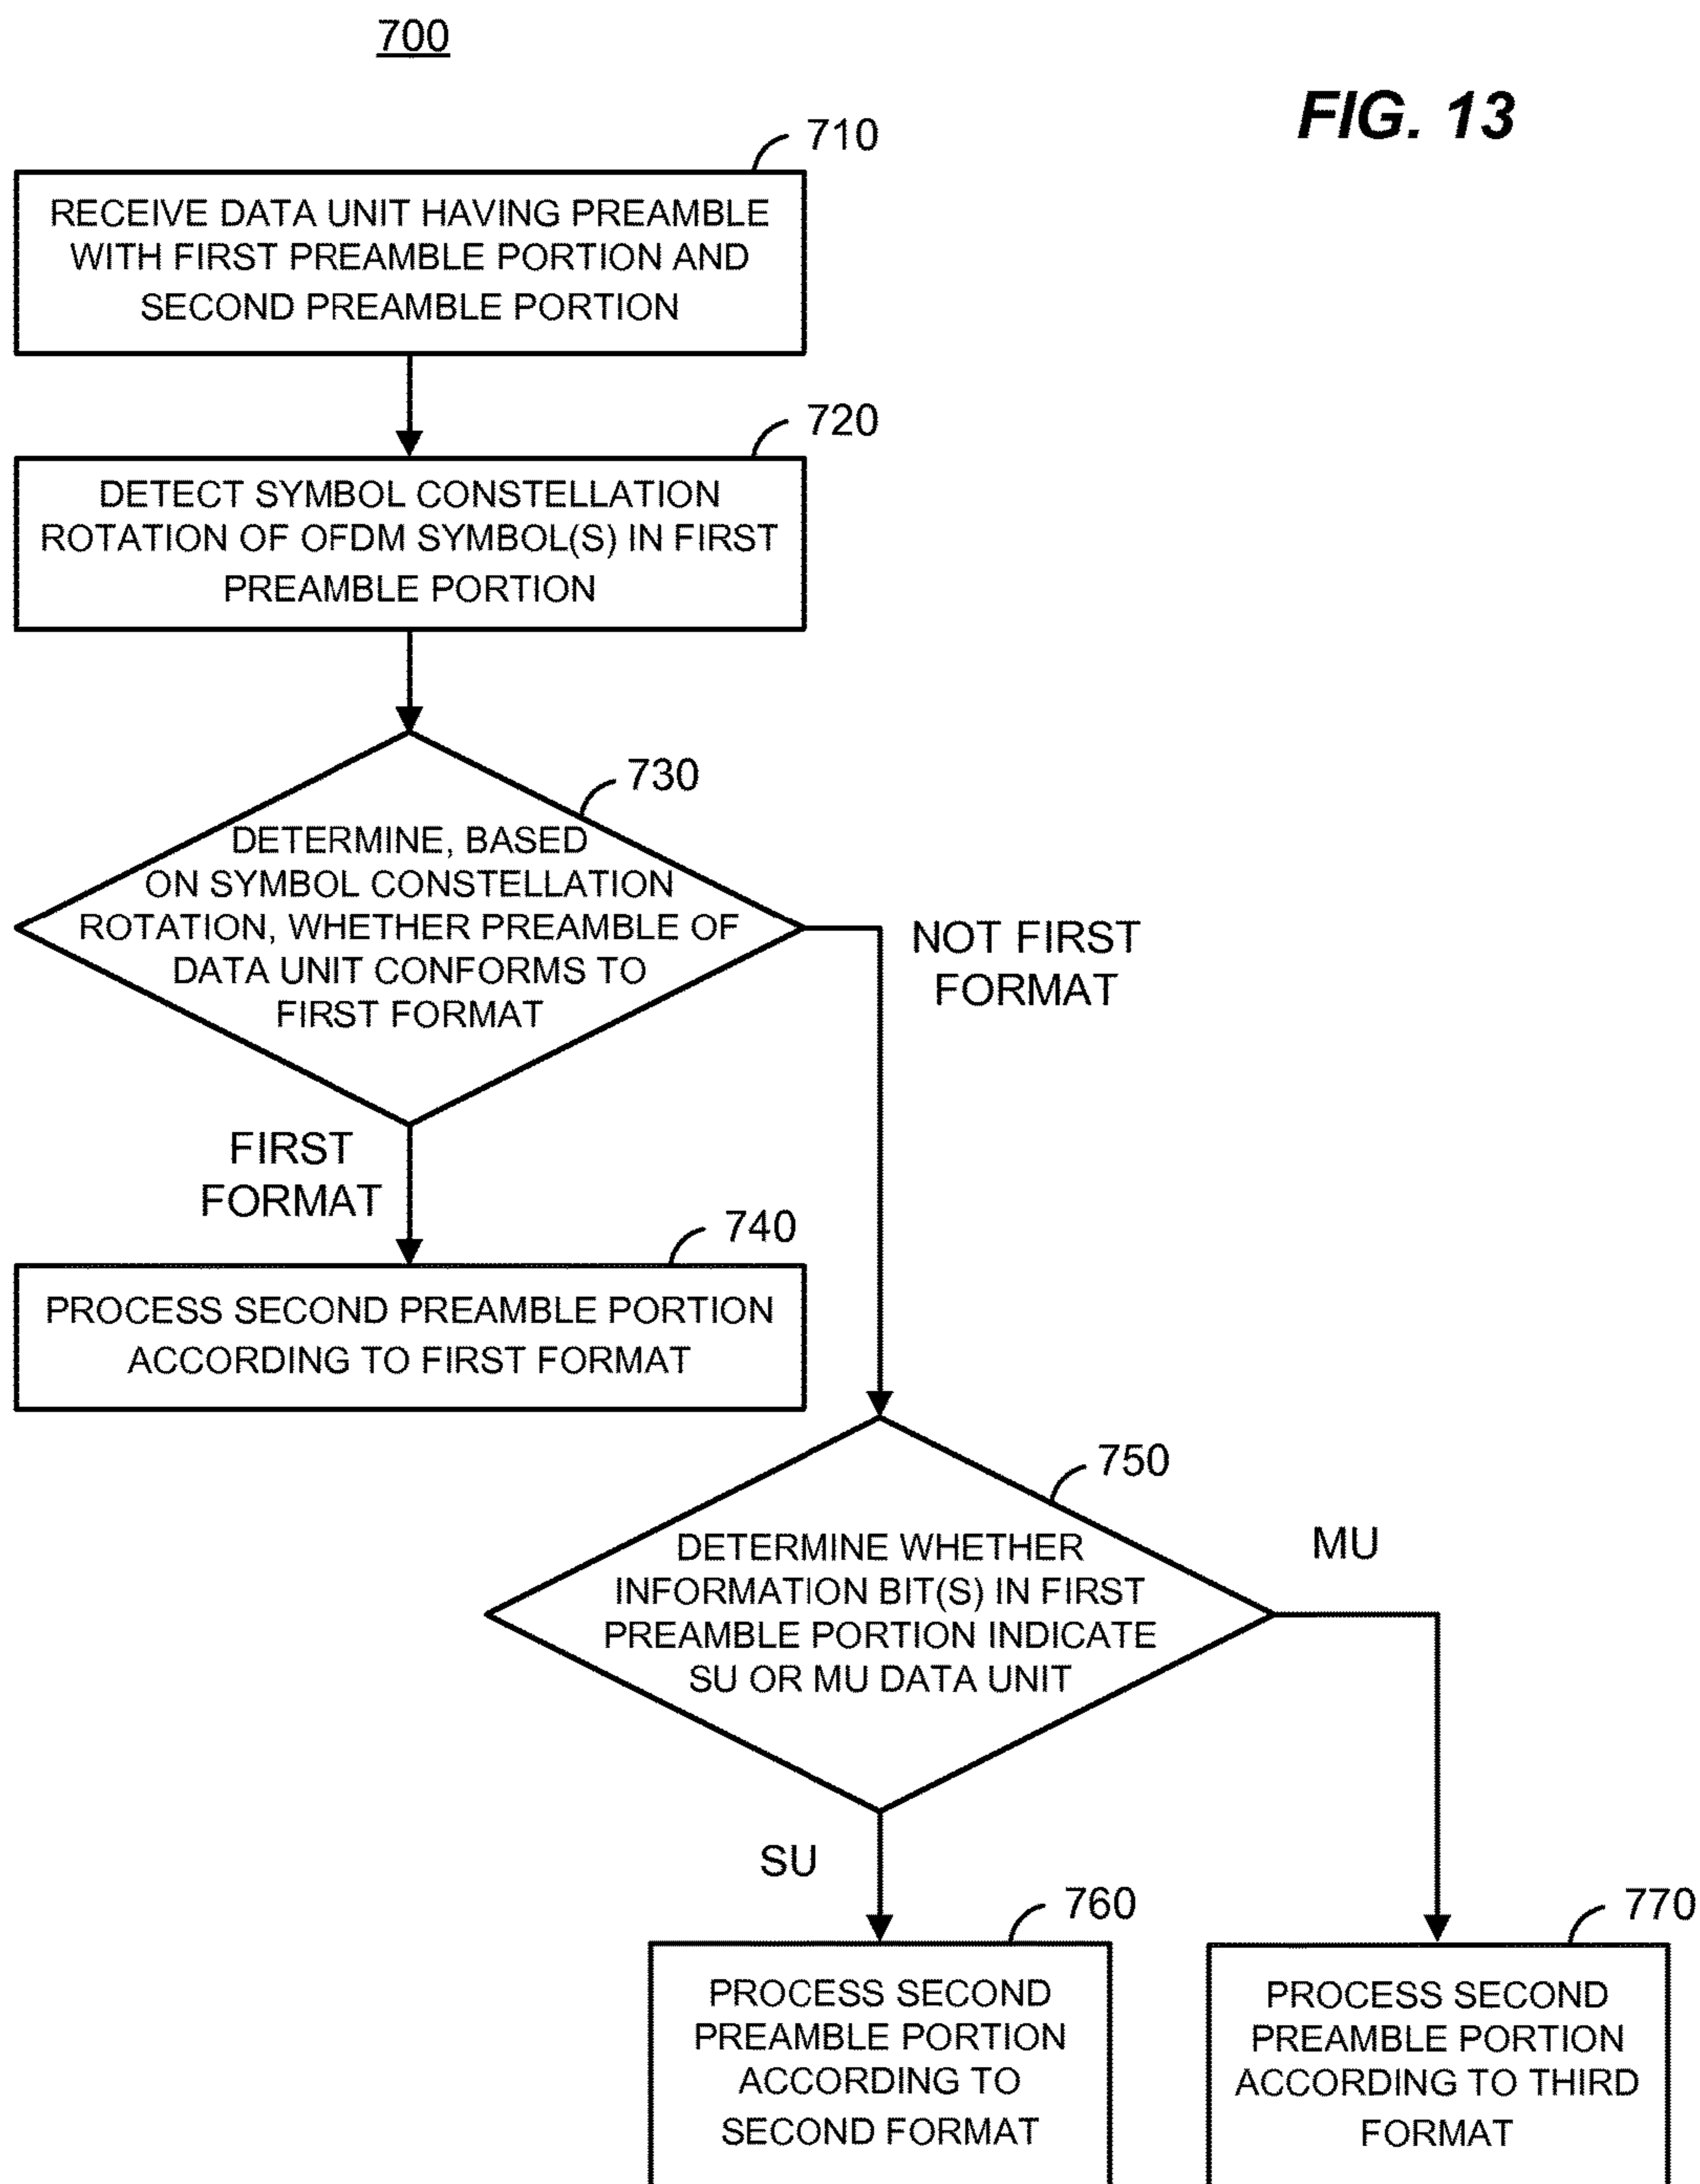 700
FIG. 13
710
RECEIVE DATA UNIT HAVING PREAMBLE
WITH FIRST PREAMBLE PORTION AND
SECOND PREAMBLE PORTION
720
DETECT SYMBOL CONSTELLATION
ROTATION OF OFDM SYMBOL(S) IN FIRST
PREAMBLE PORTION
730
DETERMINE, BASED
ON SYMBOL CONSTELLATION
ROTATION, WHETHER PREAMBLE OF
DATA UNIT CONFORMS TO
FIRST FORMAT
NOT FIRST
FORMAT
FIRST
FORMAT
740
PROCESS SECOND PREAMBLE PORTION
ACCORDING TO FIRST FORMAT
750
DETERMINE WHETHER
INFORMATION BIT(S) IN FIRST
PREAMBLE PORTION INDICATE
SU OR MU DATA UNIT
MU
SU
760
PROCESS SECOND
PREAMBLE PORTION
ACCORDING TO
SECOND FORMAT
770
PROCESS SECOND
PREAMBLE PORTION
ACCORDING TO THIRD
FORMAT